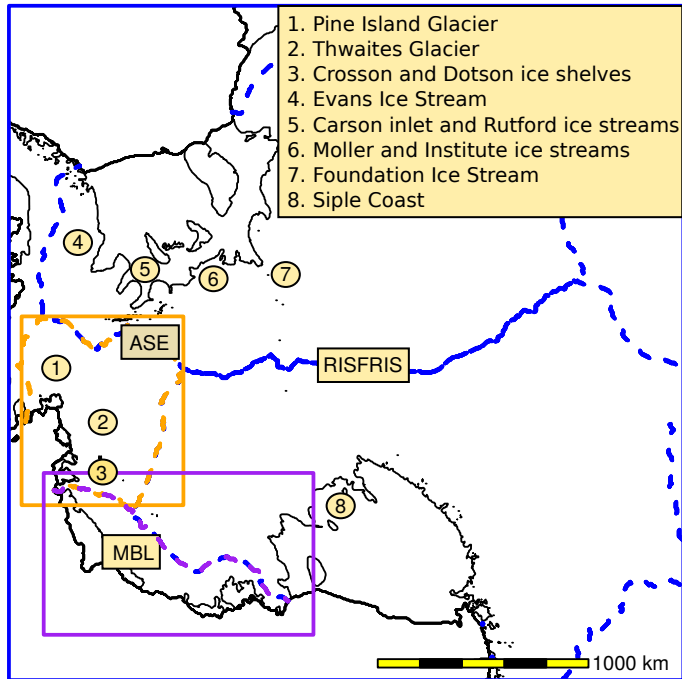 1. Pine Island Glacier
2. Thwaites Glacier
3. Crosson and Dotson ice shelves
4. Evans Ice Stream
5. Carson inlet and Rutford ice streams
6. Moller and Institute ice streams
7. Foundation Ice Stream
8. Siple Coast
4
5
6
7
ASE
RISFRIS
1
2
3
8
MBL
1000 km